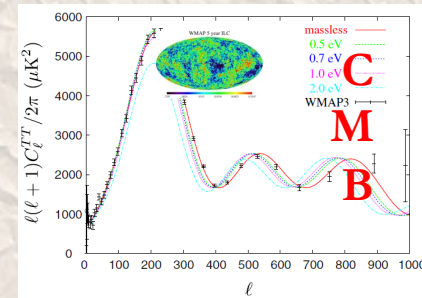 6000
5000
4000
3000
2000
1000
0
ℓ(ℓ + 1)C_ℓ^{TT}/2π (μK²)
WMAP 5 year ILC
massless
0.5 eV
0.7 eV
1.0 eV
2.0 eV
WMAP3
C
M
B
0 100 200 300 400 500 600 700 800 900 1000
ℓ